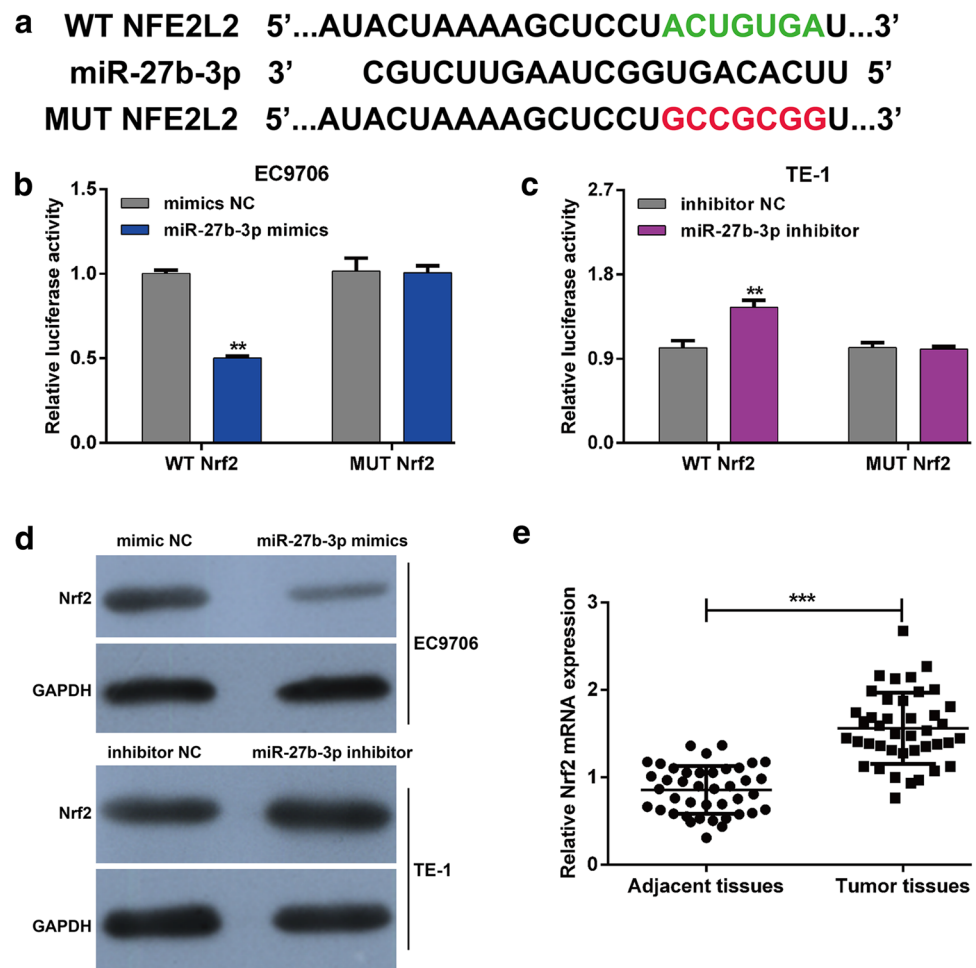 a
WT NFE2L2 5’...AUACUAAAAGCUCCUACUGUGAU...3’
miR-27b-3p 3’ CGUCUUGAAUCGGUGACACUU 5’
MUT NFE2L2 5’...AUACUAAAAGCUCCUGCCGCGGU...3’
b
EC9706
Relative luciferase activity
1.5
1.0
0.5
0.0
mimics NC
miR-27b-3p mimics
**
WT Nrf2
MUT Nrf2
c
TE-1
Relative luciferase activity
2.7
1.8
0.9
0.0
inhibitor NC
miR-27b-3p inhibitor
**
WT Nrf2
MUT Nrf2
d
mimic NC
miR-27b-3p mimics
Nrf2
GAPDH
EC9706
inhibitor NC
miR-27b-3p inhibitor
Nrf2
GAPDH
TE-1
e
Relative Nrf2 mRNA expression
3
2
1
0
***
Adjacent tissues
Tumor tissues